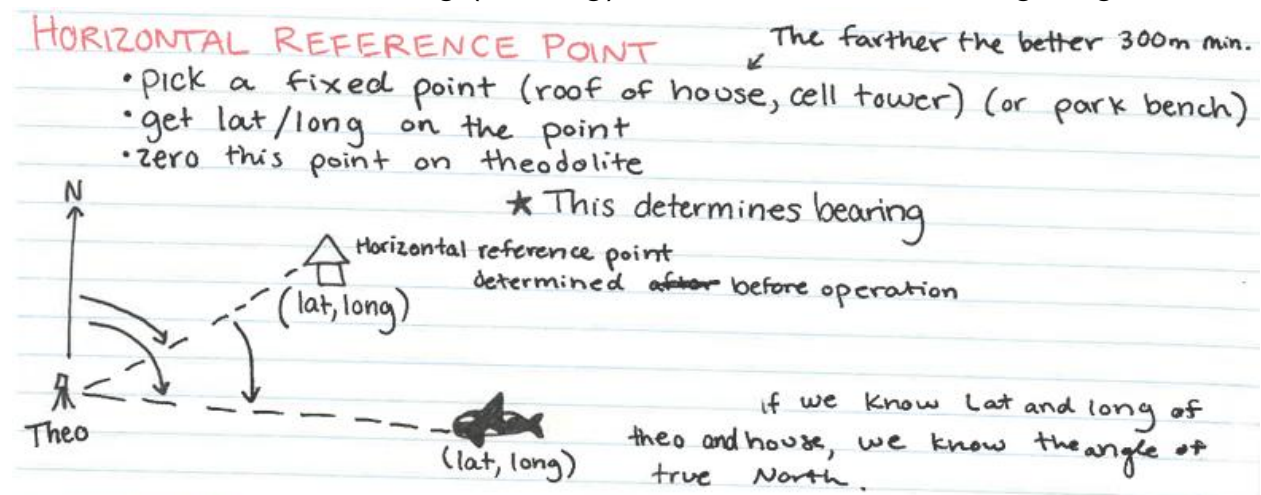 HORIZONTAL REFERENCE POINT
The farther the better 300m min.
• pick a fixed point (roof of house, cell tower) (or park bench)
• get lat/long on the point
• zero this point on theodolite
N
★ This determines bearing
Horizontal reference point
determined after before operation
(lat, long)
Theo
(lat, long)
if we know Lat and long of
theo and house, we know the angle of
true North.